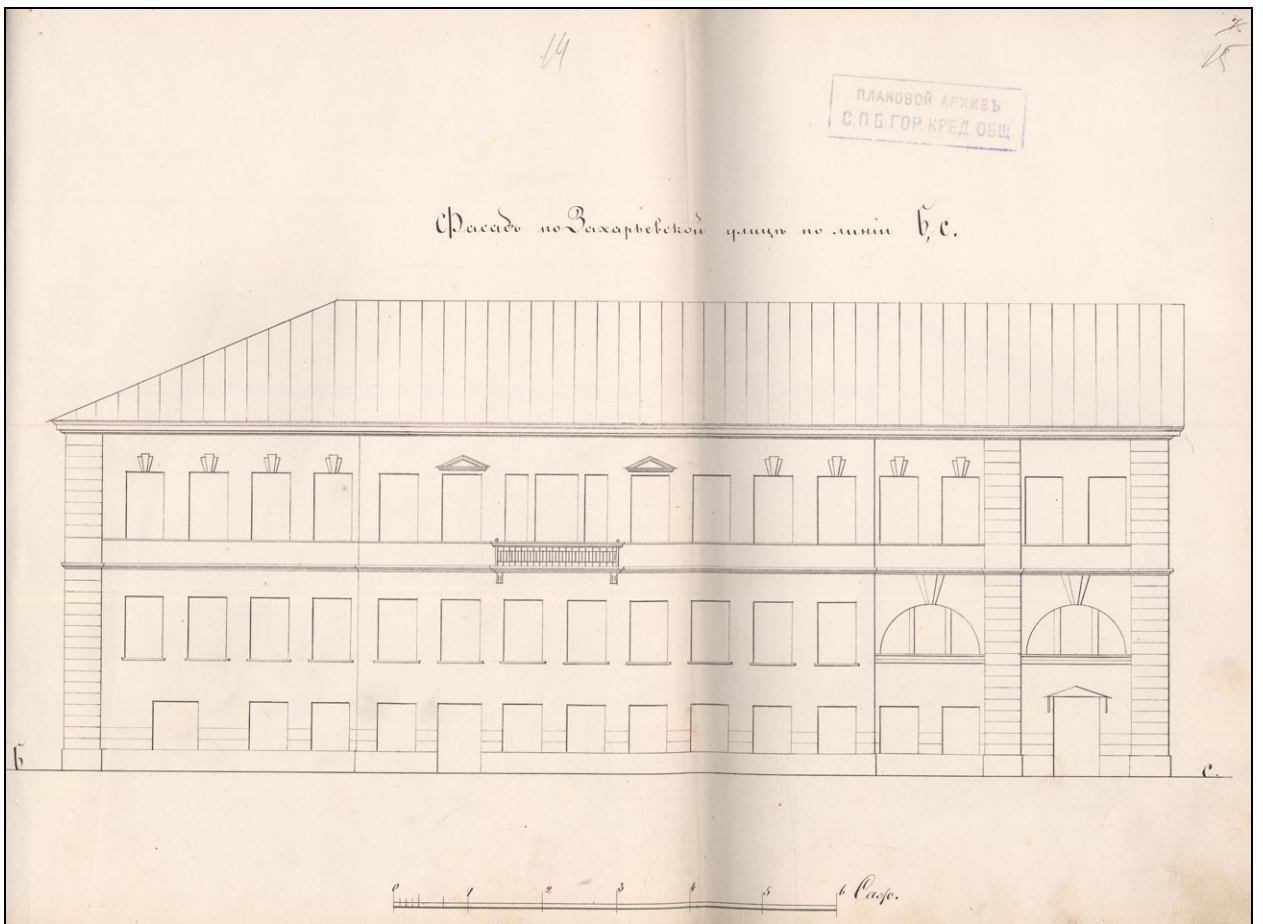 14
15
ПЛАНОВОЙ АРХИВЪ
С.П.Б. ГОР. КРЕД. ОБЩ.
Фасадъ по Захарьевской улицѣ по линіи б, с.
б
с.
0 1 2 3 4 5 6 Саж.